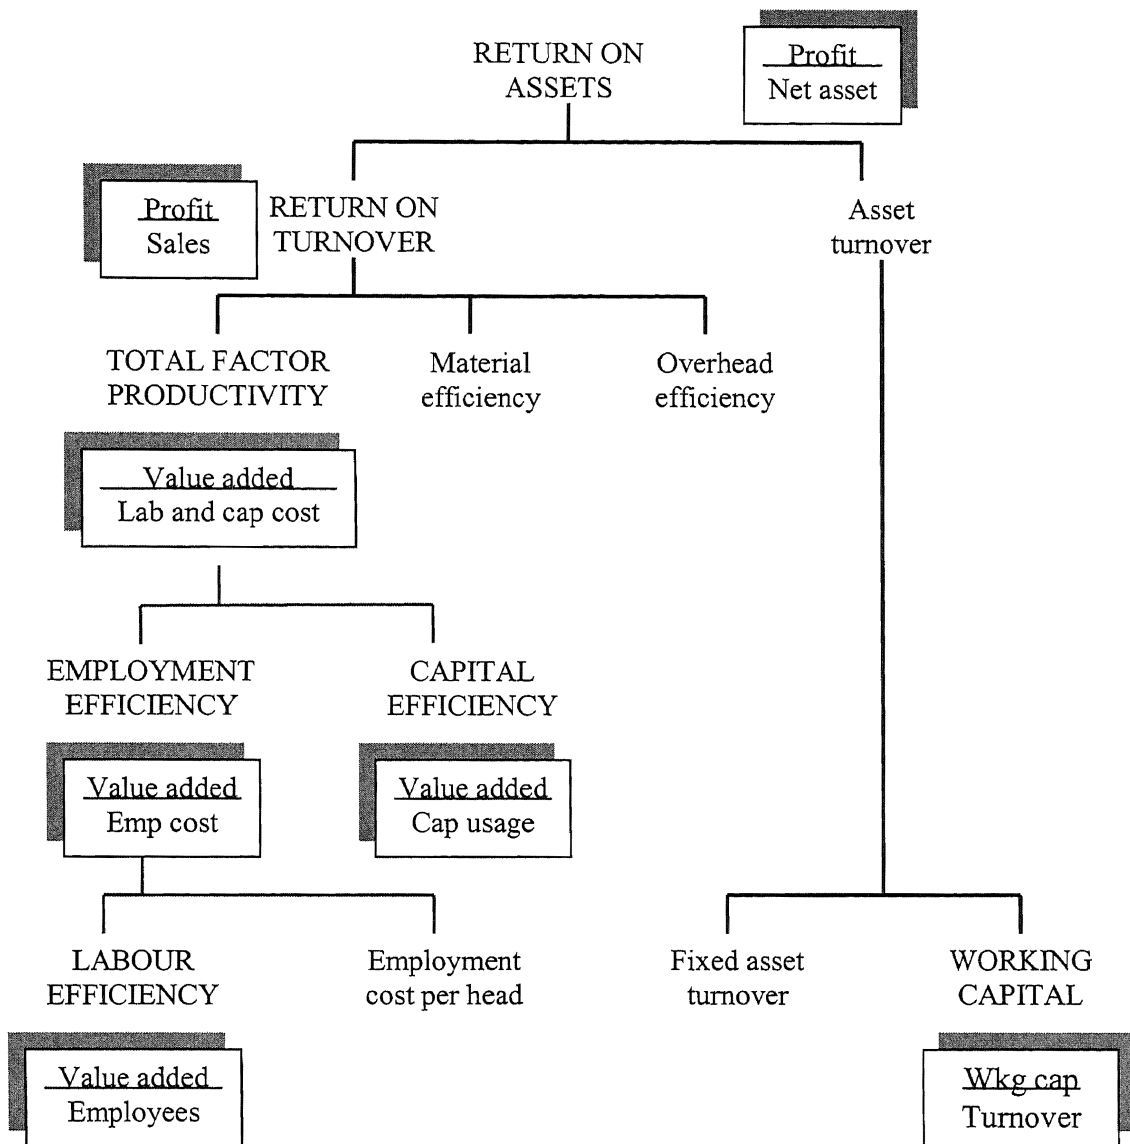 RETURN ON
ASSETS
Profit
Net asset
Profit
Sales
RETURN ON
TURNOVER
Asset
turnover
TOTAL FACTOR
PRODUCTIVITY
Material
efficiency
Overhead
efficiency
Value added
Lab and cap cost
EMPLOYMENT
EFFICIENCY
CAPITAL
EFFICIENCY
Value added
Emp cost
Value added
Cap usage
LABOUR
EFFICIENCY
Employment
cost per head
Fixed asset
turnover
WORKING
CAPITAL
Value added
Employees
Wkg cap
Turnover